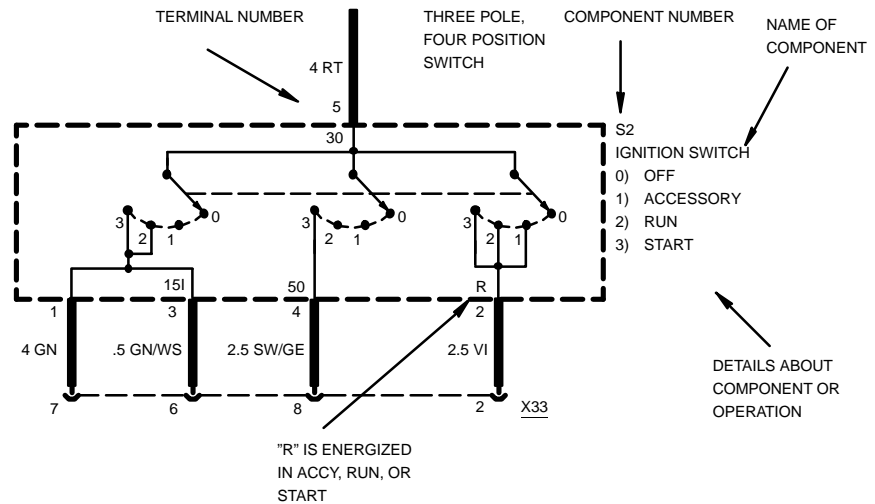 TERMINAL NUMBER
THREE POLE,
FOUR POSITION
SWITCH
COMPONENT NUMBER
NAME OF
COMPONENT
4 RT
5
30
S2
IGNITION SWITCH
0) OFF
1) ACCESSORY
2) RUN
3) START
3 2 1 0
3 2 1 0
3 2 1 0
15I
50
R
1 3 4 2
4 GN
.5 GN/WS
2.5 SW/GE
2.5 VI
7 6 8 2 X33
DETAILS ABOUT
COMPONENT OR
OPERATION
"R" IS ENERGIZED
IN ACCY, RUN, OR
START